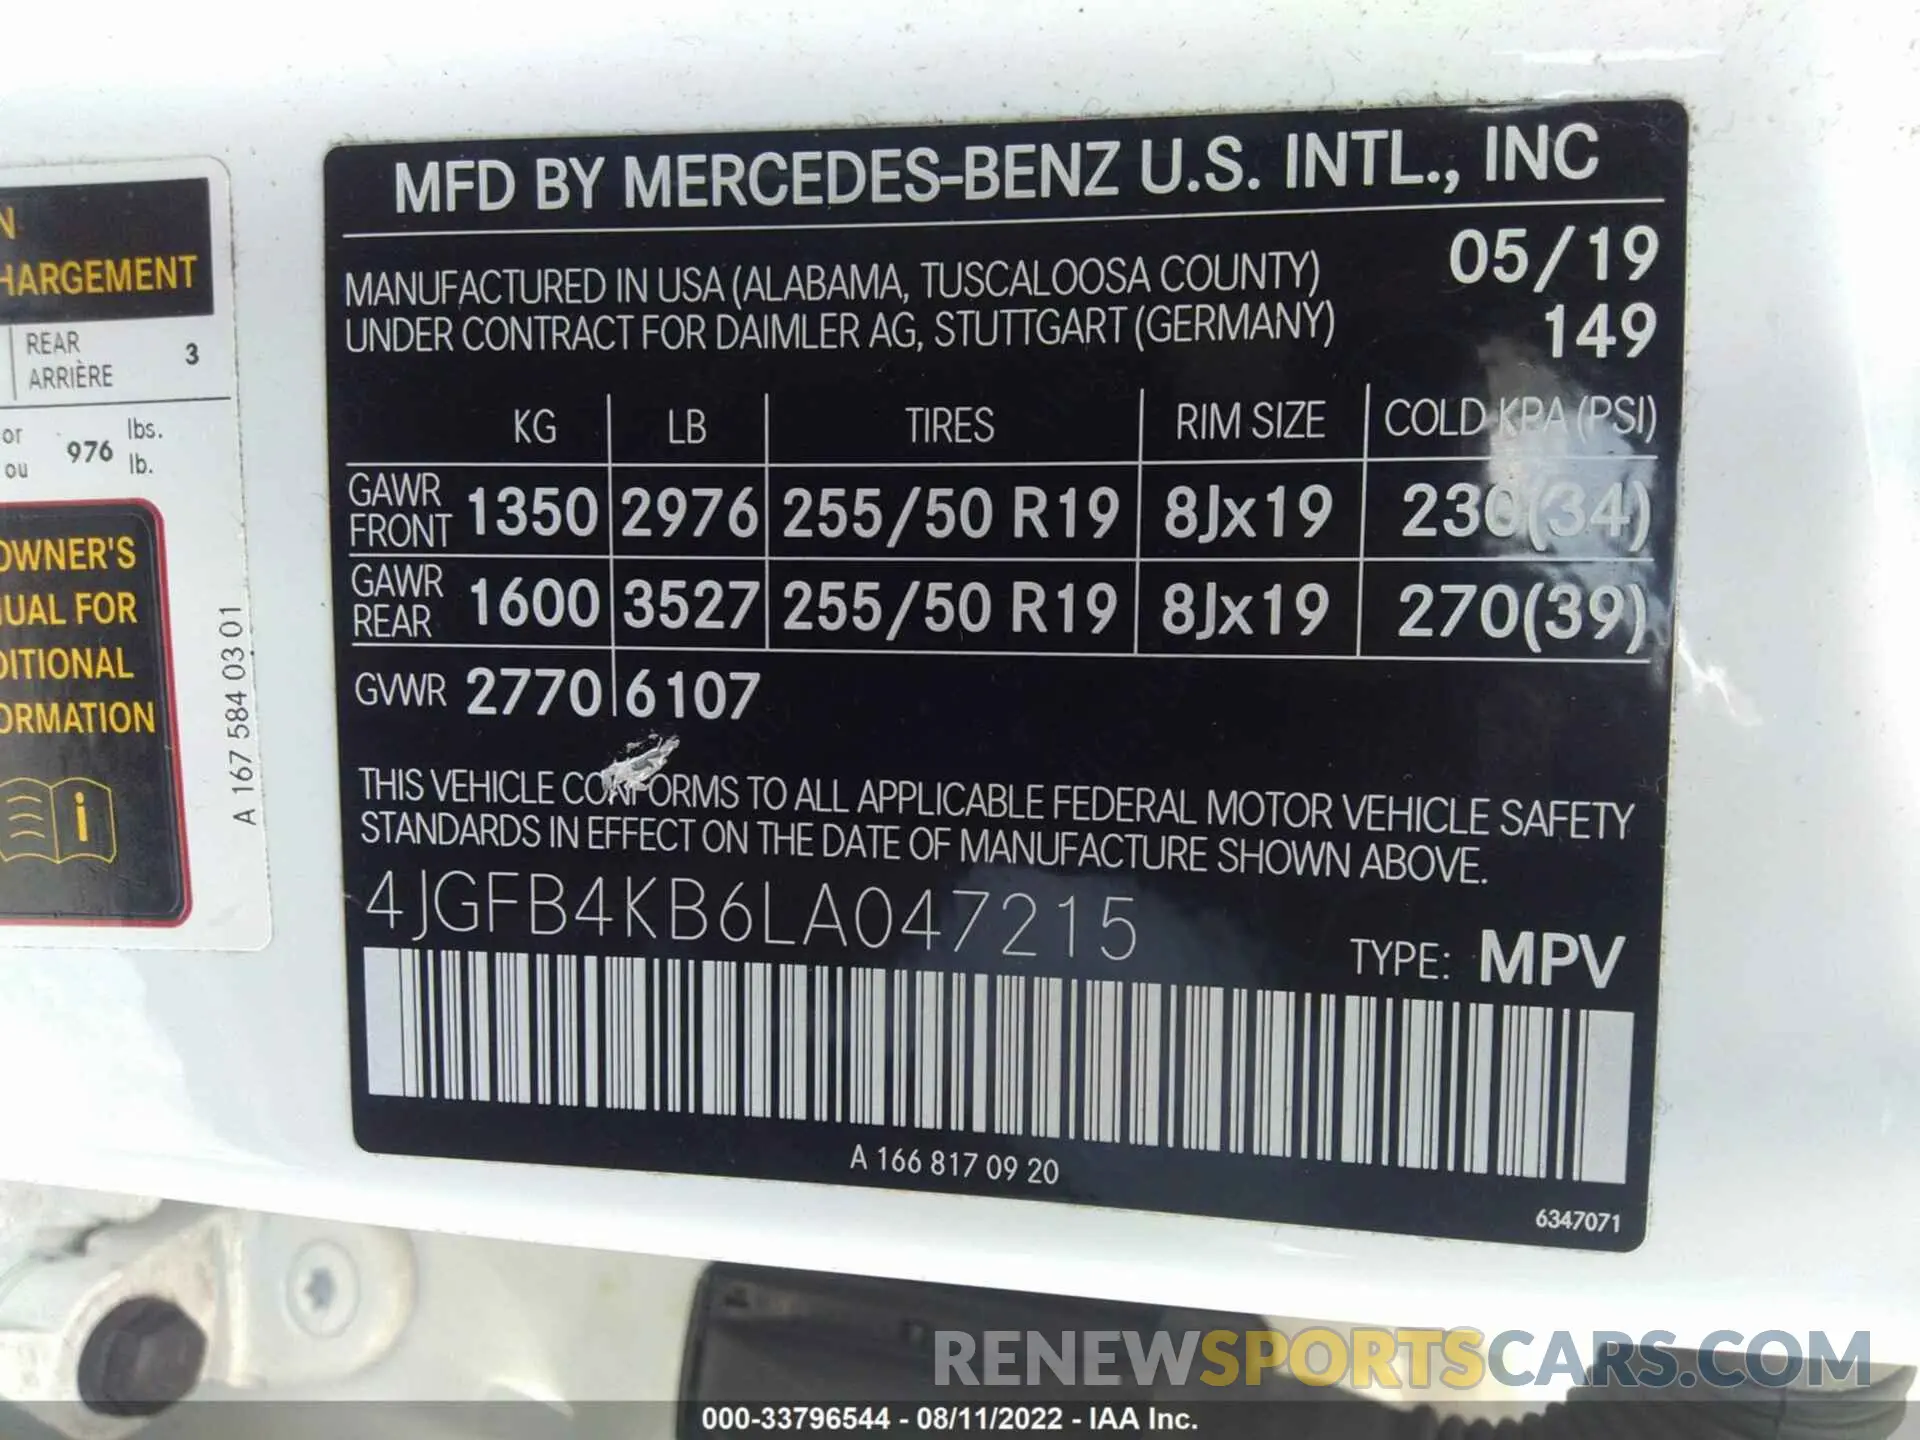 N
HARGEMENT
REAR
ARRIÈRE 3
or
ou 976 lbs.
lb.
OWNER'S
UAL FOR
DITIONAL
ORMATION
i
A 167 584 03 01
MFD BY MERCEDES-BENZ U.S. INTL., INC
MANUFACTURED IN USA (ALABAMA, TUSCALOOSA COUNTY) 05/19
UNDER CONTRACT FOR DAIMLER AG, STUTTGART (GERMANY) 149
KG LB TIRES RIM SIZE COLD KPA (PSI)
GAWR
FRONT 1350 2976 255/50 R19 8Jx19 230(34)
GAWR
REAR 1600 3527 255/50 R19 8Jx19 270(39)
GVWR 2770 6107
THIS VEHICLE CONFORMS TO ALL APPLICABLE FEDERAL MOTOR VEHICLE SAFETY
STANDARDS IN EFFECT ON THE DATE OF MANUFACTURE SHOWN ABOVE.
4JGFB4KB6LA047215
TYPE: MPV
A 166 817 09 20
6347071
RENEWSPORTSCARS.COM
000-33796544 - 08/11/2022 - IAA Inc.